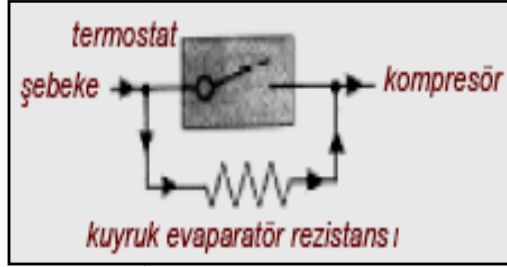 termostat
şebeke
kompresör
kuyruk evaparatör rezistansı